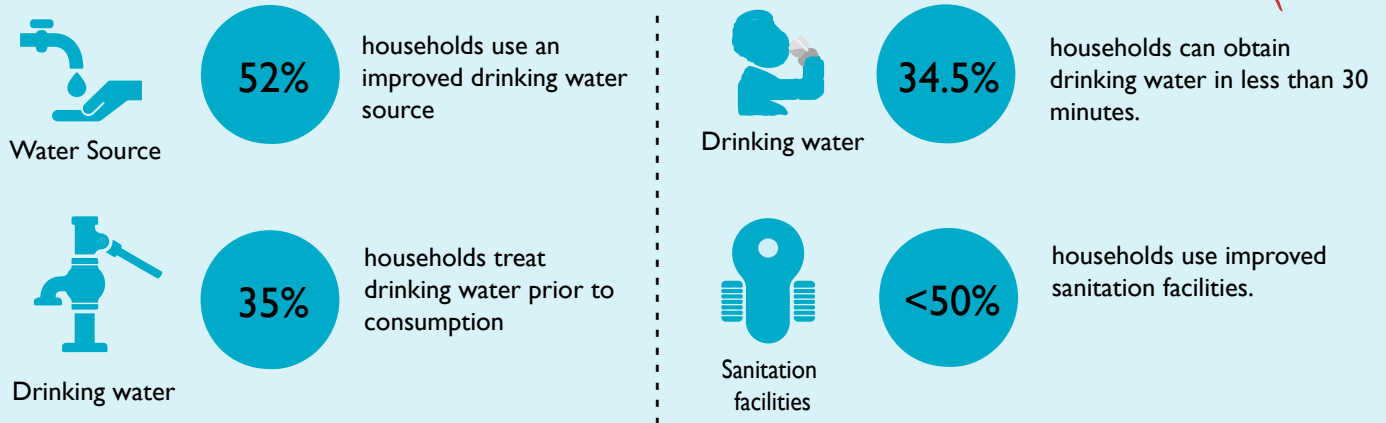 Water Source
52%
households use an
improved drinking water
source
Drinking water
35%
households treat
drinking water prior to
consumption
Drinking water
34.5%
households can obtain
drinking water in less than 30
minutes.
Sanitation
facilities
<50%
households use improved
sanitation facilities.